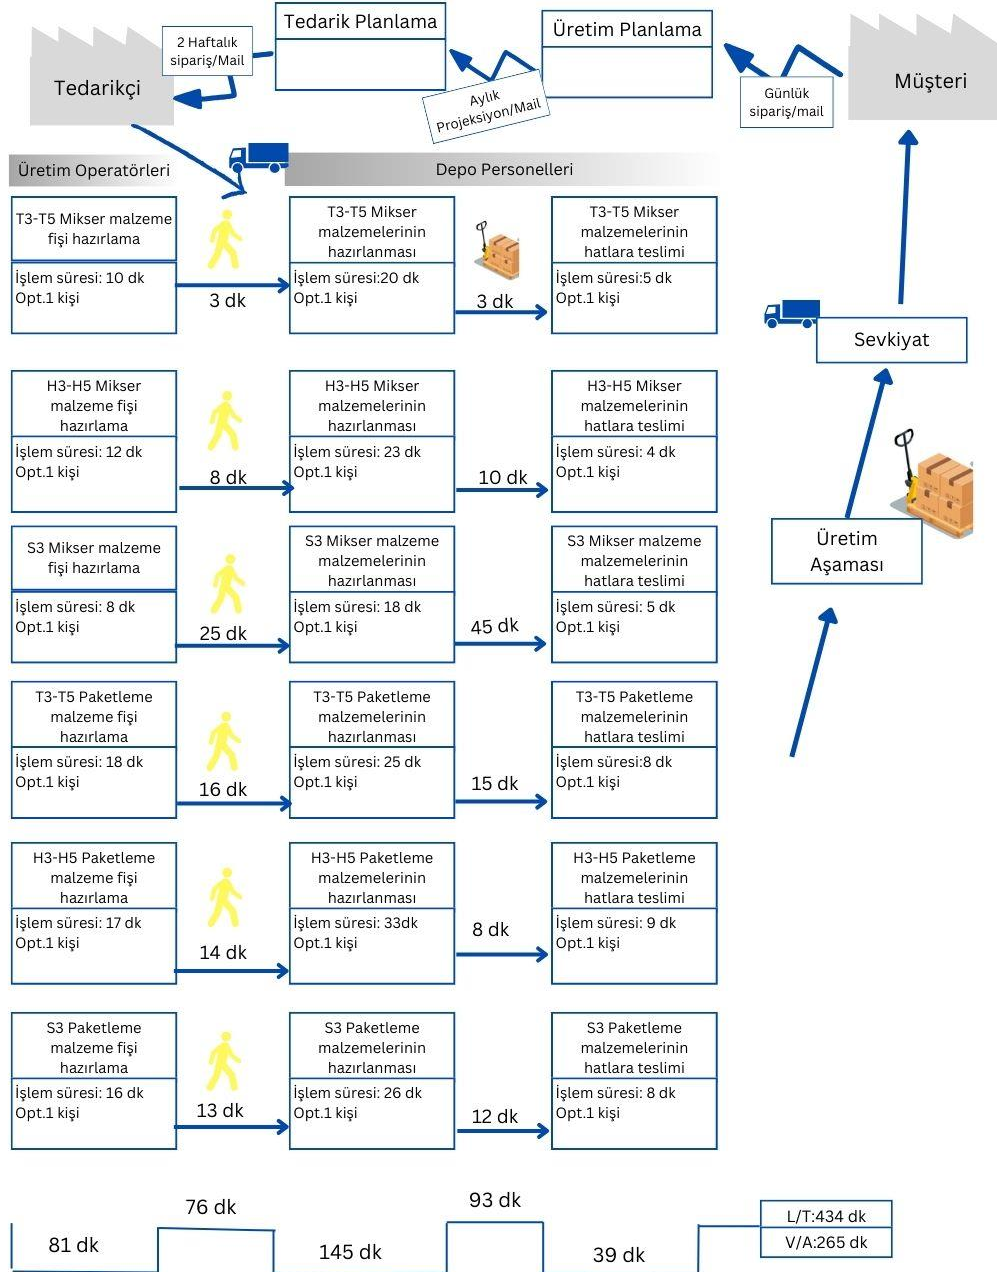 Tedarik Planlama
Üretim Planlama
2 Haftalık
sipariş/Mail
Tedarikçi
Müşteri
Aylık
Projeksiyon/Mail
Günlük
sipariş/mail
Üretim Operatörleri
Depo Personelleri
T3-T5 Mikser malzeme
fişi hazırlama
İşlem süresi: 10 dk
Opt.1 kişi
3 dk
T3-T5 Mikser
malzemelerinin
hazırlanması
İşlem süresi:20 dk
Opt.1 kişi
3 dk
T3-T5 Mikser
malzemelerinin
hatlara teslimi
İşlem süresi:5 dk
Opt.1 kişi
Sevkiyat
H3-H5 Mikser
malzeme fişi
hazırlama
İşlem süresi: 12 dk
Opt.1 kişi
8 dk
H3-H5 Mikser
malzemelerinin
hazırlanması
İşlem süresi: 23 dk
Opt.1 kişi
10 dk
H3-H5 Mikser
malzemelerinin
hatlara teslimi
İşlem süresi: 4 dk
Opt.1 kişi
Üretim
Aşaması
S3 Mikser malzeme
fişi hazırlama
İşlem süresi: 8 dk
Opt.1 kişi
25 dk
S3 Mikser malzeme
malzemelerinin
hazırlanması
İşlem süresi: 18 dk
Opt.1 kişi
45 dk
S3 Mikser malzeme
malzemelerinin
hatlara teslimi
İşlem süresi: 5 dk
Opt.1 kişi
T3-T5 Paketleme
malzeme fişi
hazırlama
İşlem süresi: 18 dk
Opt.1 kişi
16 dk
T3-T5 Paketleme
malzemelerinin
hazırlanması
İşlem süresi: 25 dk
Opt.1 kişi
15 dk
T3-T5 Paketleme
malzemelerinin
hatlara teslimi
İşlem süresi:8 dk
Opt.1 kişi
H3-H5 Paketleme
malzeme fişi
hazırlama
İşlem süresi: 17 dk
Opt.1 kişi
14 dk
H3-H5 Paketleme
malzemelerinin
hazırlanması
İşlem süresi: 33dk
Opt.1 kişi
8 dk
H3-H5 Paketleme
malzemelerinin
hatlara teslimi
İşlem süresi: 9 dk
Opt.1 kişi
S3 Paketleme
malzeme fişi
hazırlama
İşlem süresi: 16 dk
Opt.1 kişi
13 dk
S3 Paketleme
malzemelerinin
hazırlanması
İşlem süresi: 26 dk
Opt.1 kişi
12 dk
S3 Paketleme
malzemelerinin
hatlara teslimi
İşlem süresi: 8 dk
Opt.1 kişi
81 dk
76 dk
145 dk
93 dk
39 dk
L/T:434 dk
V/A:265 dk